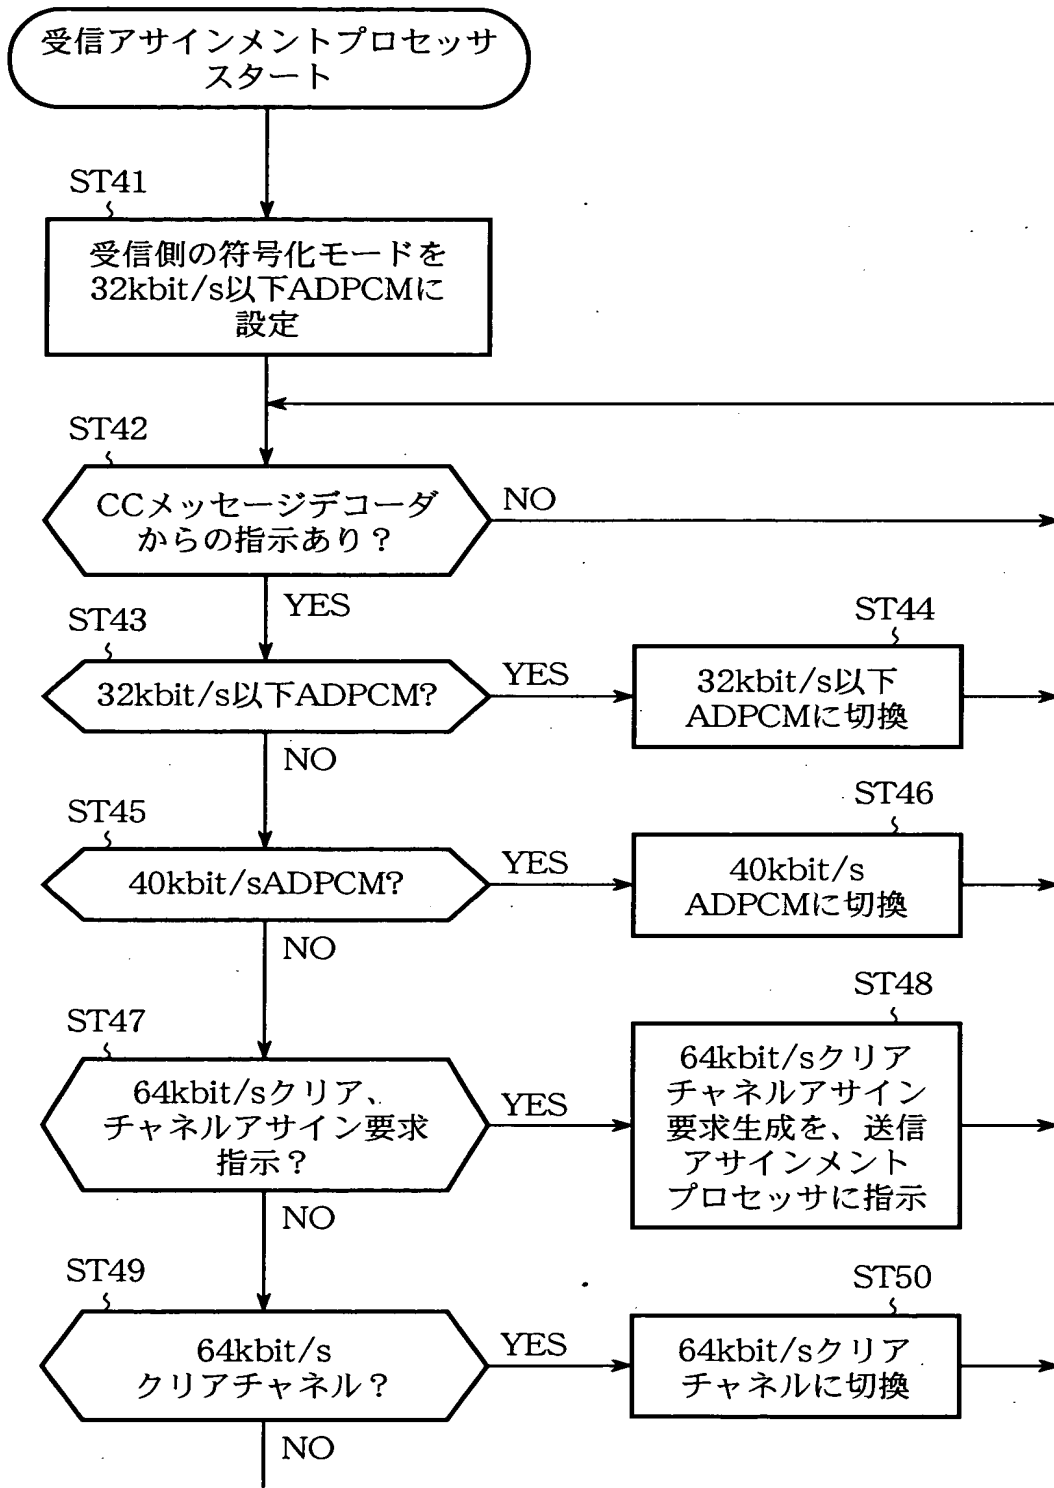 受信アサインメントプロセッサ
スタート
ST41
受信側の符号化モードを
32kbit/s以下ADPCMに
設定
ST42
CCメッセージデコーダ
からの指示あり？
NO
YES
ST43
32kbit/s以下ADPCM?
YES
ST44
32kbit/s以下
ADPCMに切換
NO
ST45
40kbit/sADPCM?
YES
ST46
40kbit/s
ADPCMに切換
NO
ST47
64kbit/sクリア、
チャネルアサイン要求
指示？
YES
ST48
64kbit/sクリア
チャネルアサイン
要求生成を、送信
アサインメント
プロセッサに指示
NO
ST49
64kbit/s
クリアチャネル？
YES
ST50
64kbit/sクリア
チャネルに切換
NO